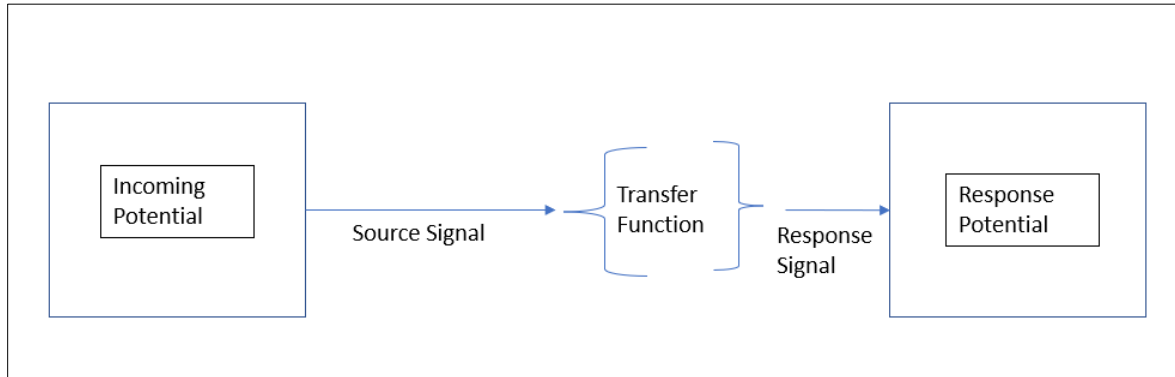 Incoming
Potential
Source Signal
Transfer
Function
Response
Signal
Response
Potential